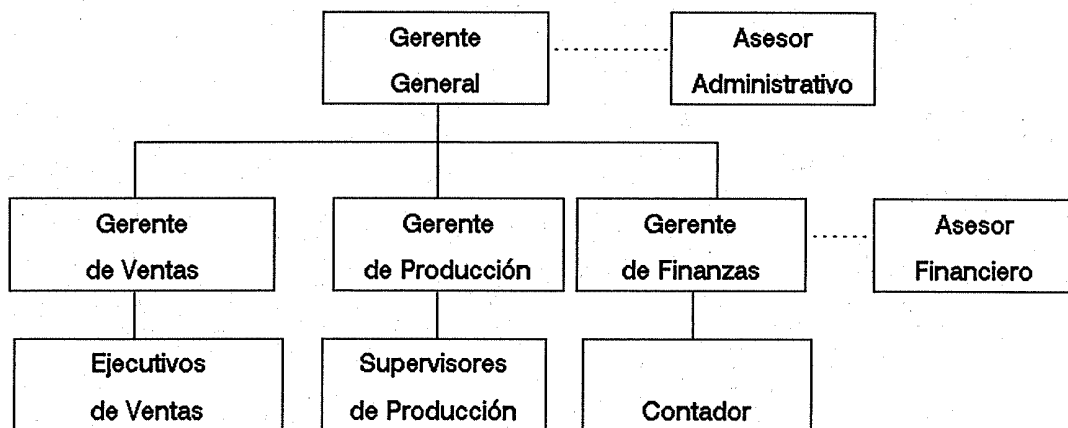 Gerente
General
Asesor
Administrativo
Gerente
de Ventas
Gerente
de Producción
Gerente
de Finanzas
Asesor
Financiero
Ejecutivos
de Ventas
Supervisores
de Producción
Contador